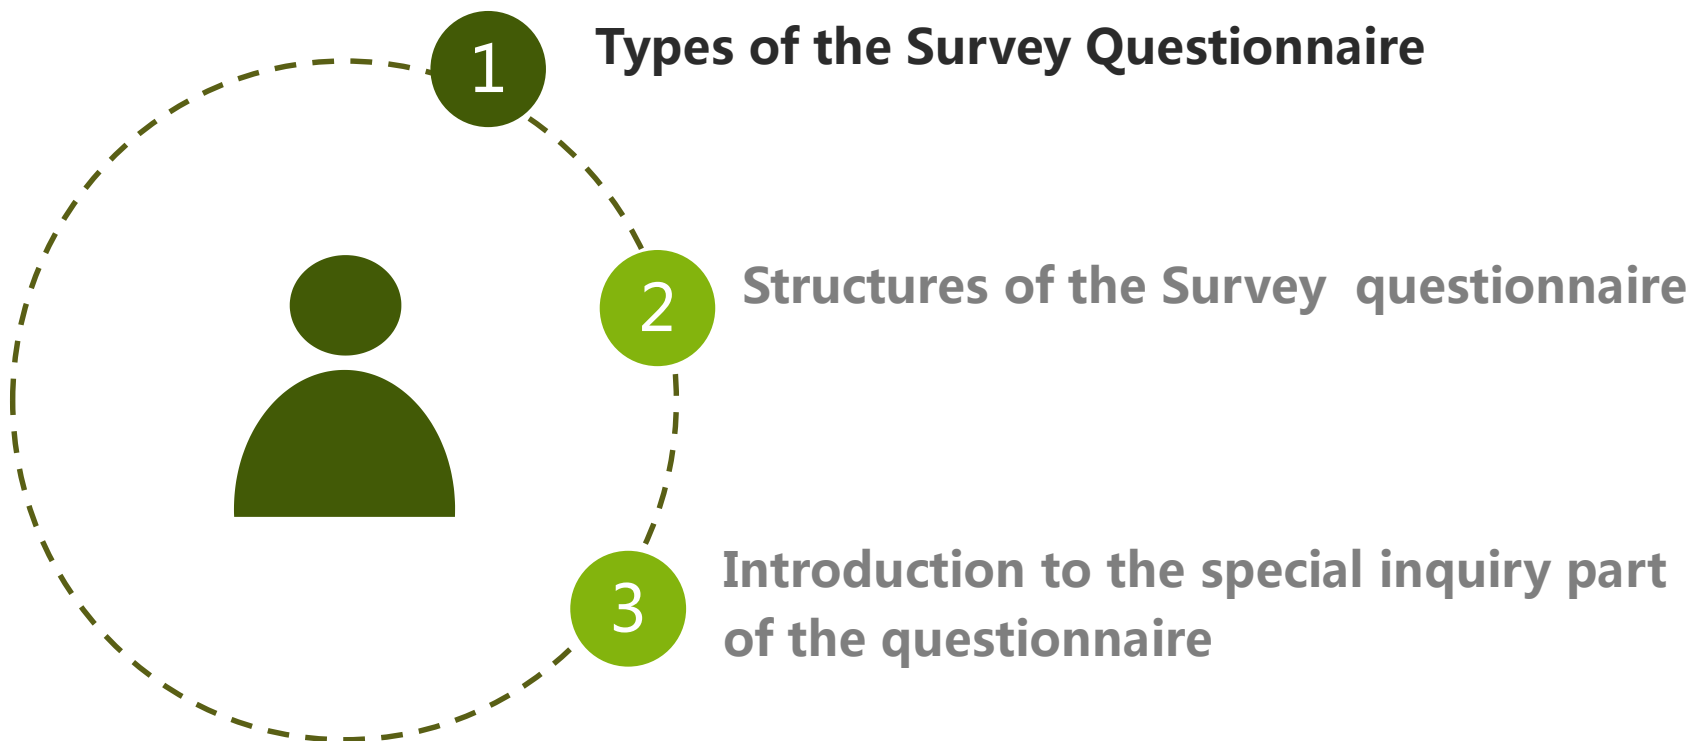 1 Types of the Survey Questionnaire
2 Structures of the Survey  questionnaire
3 Introduction to the special inquiry part
of the questionnaire